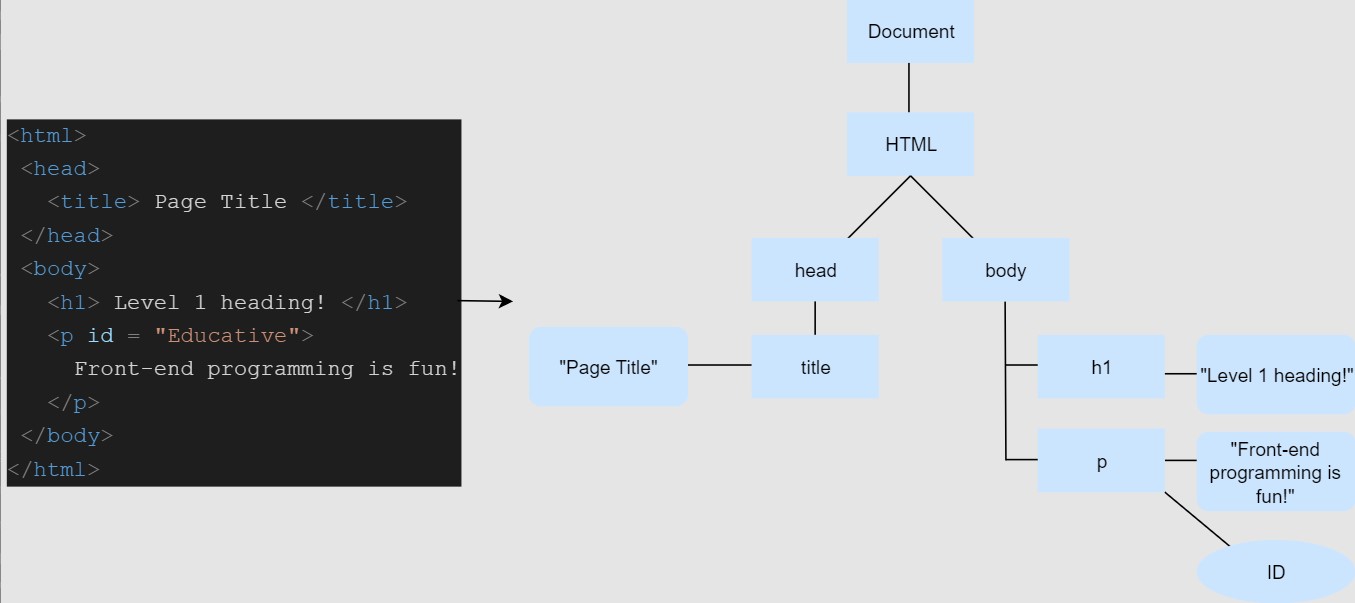 <html>
<head>
<title> Page Title </title>
</head>
<body>
<h1> Level 1 heading! </h1>
<p id = "Educative">
Front-end programming is fun!
</p>
</body>
</html>
Document
HTML
head
body
"Page Title"
title
h1
"Level 1 heading!"
p
"Front-end
programming is
fun!"
ID